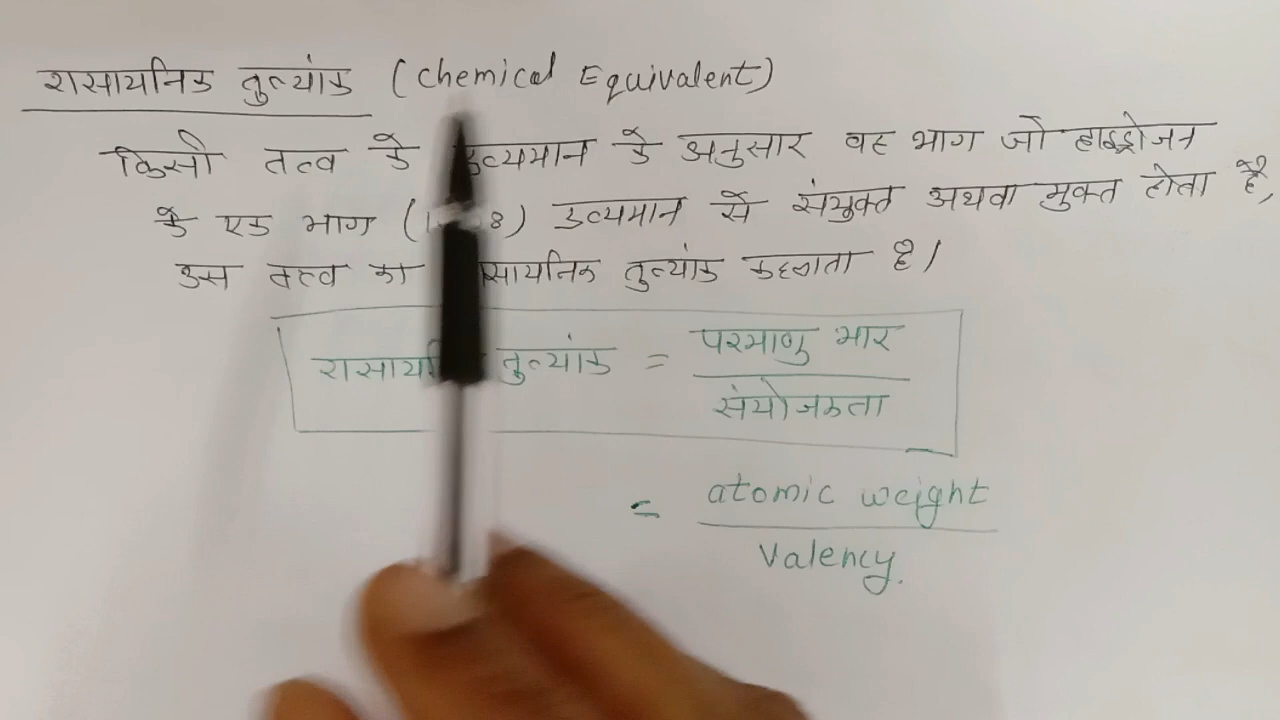 रासायनिक तुल्यांक (Chemical Equivalent)
किसी तत्व के द्रव्यमान के अनुसार वह भाग जो हाइड्रोजन
के एक भाग द्रव्यमान से संयुक्त अथवा मुक्त होता है,
उस तत्व का रासायनिक तुल्यांक कहलाता है।
तुल्यांक = परमाणु भार
संयोजकता
= atomic weight
Valency.